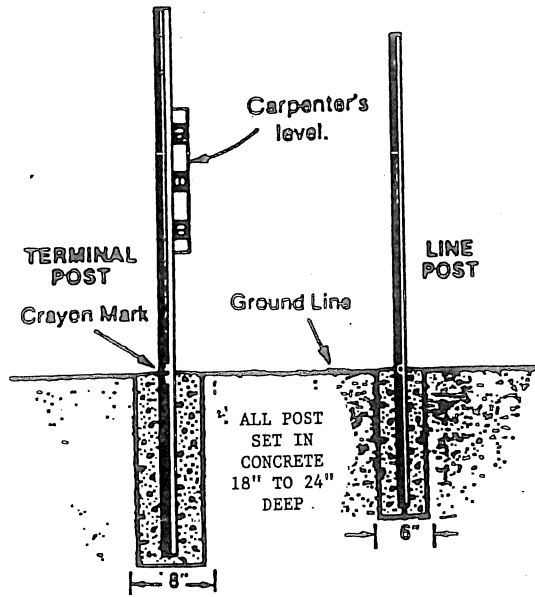 Carpenter's
level.
TERMINAL
POST
Crayon Mark
LINE
POST
Ground Line
ALL POST
SET IN
CONCRETE
18" TO 24"
DEEP
8"
6"